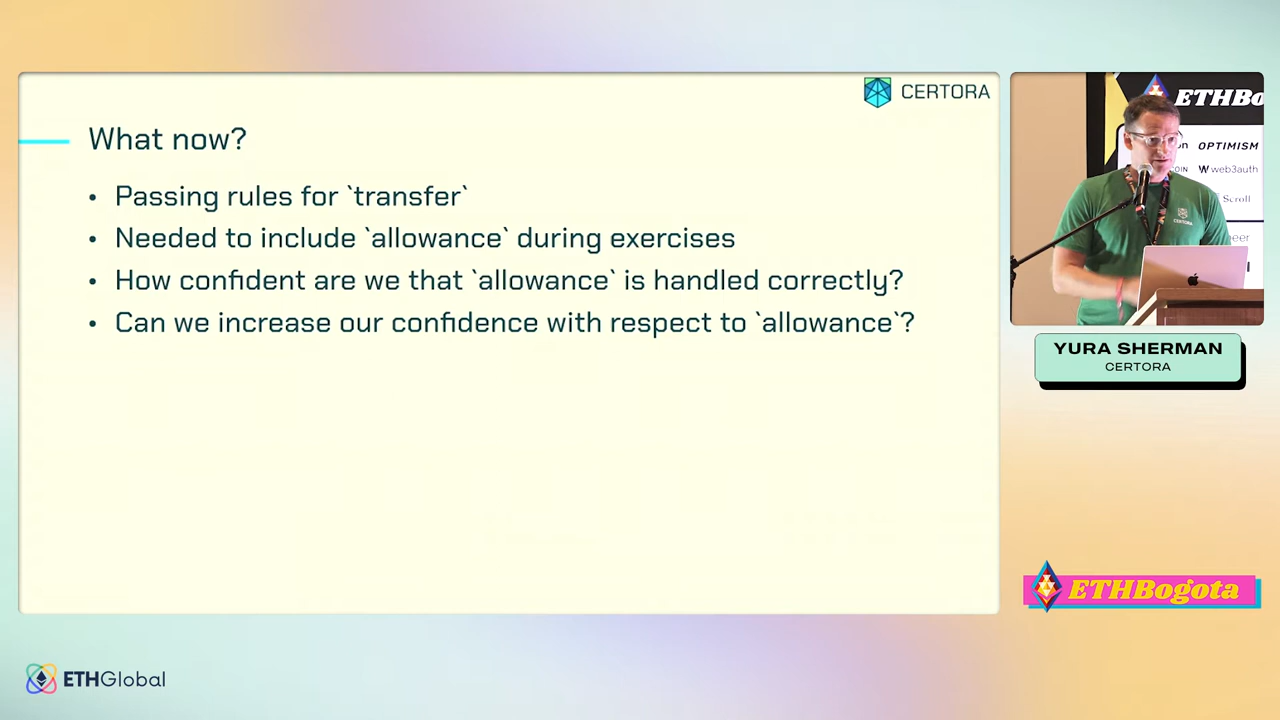 CERTORA
What now?
• Passing rules for `transfer`
• Needed to include `allowance` during exercises
• How confident are we that `allowance` is handled correctly?
• Can we increase our confidence with respect to `allowance`?
ETHBo
OPTIMISM
web3auth
Scroll
CERTORA
YURA SHERMAN
CERTORA
ETHBogota
ETHGlobal